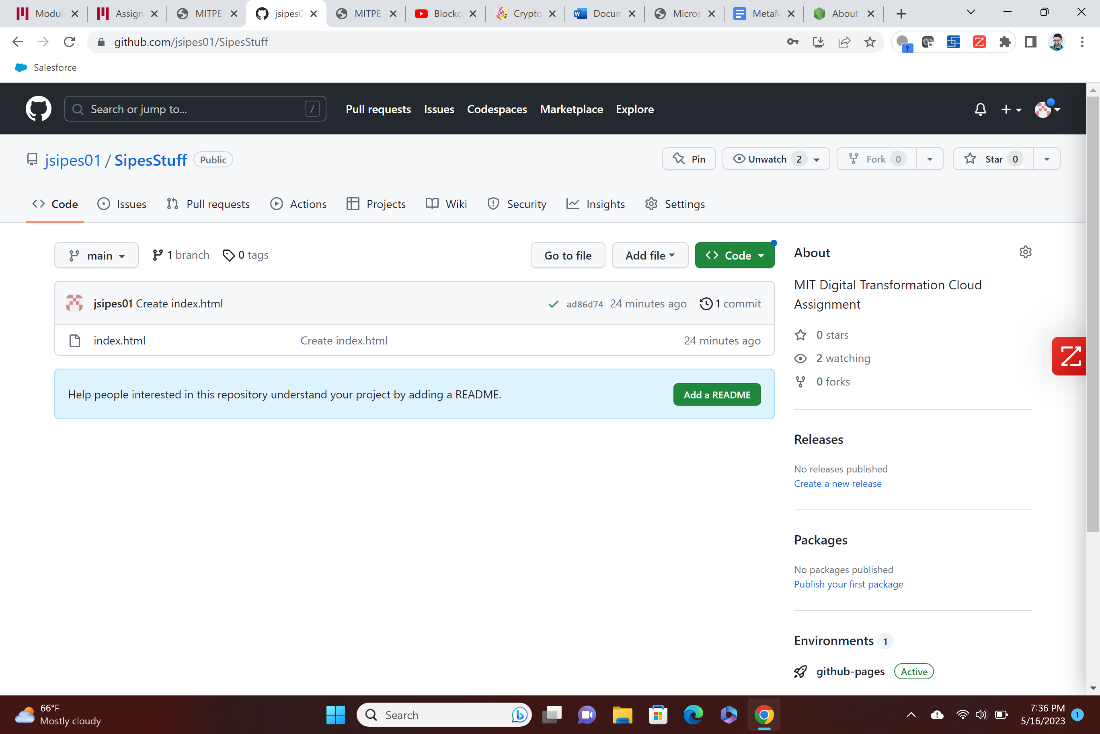 Modul
Assign
MITPE
jsipes0
MITPE
Blockc
Crypto
Docum
Micros
MetaM
About
github.com/jsipes01/SipesStuff
Salesforce
Search or jump to...
/
Pull requests
Issues
Codespaces
Marketplace
Explore
jsipes01 / SipesStuff
Public
Pin
Unwatch 2
Fork 0
Star 0
Code
Issues
Pull requests
Actions
Projects
Wiki
Security
Insights
Settings
main
1 branch
0 tags
Go to file
Add file
Code
jsipes01 Create index.html
ad86d74 24 minutes ago
1 commit
index.html
Create index.html
24 minutes ago
Help people interested in this repository understand your project by adding a README.
Add a README
About
MIT Digital Transformation Cloud
Assignment
0 stars
2 watching
0 forks
Releases
No releases published
Create a new release
Packages
No packages published
Publish your first package
Environments 1
github-pages
Active
66°F
Mostly cloudy
Search
7:36 PM
5/16/2023
1